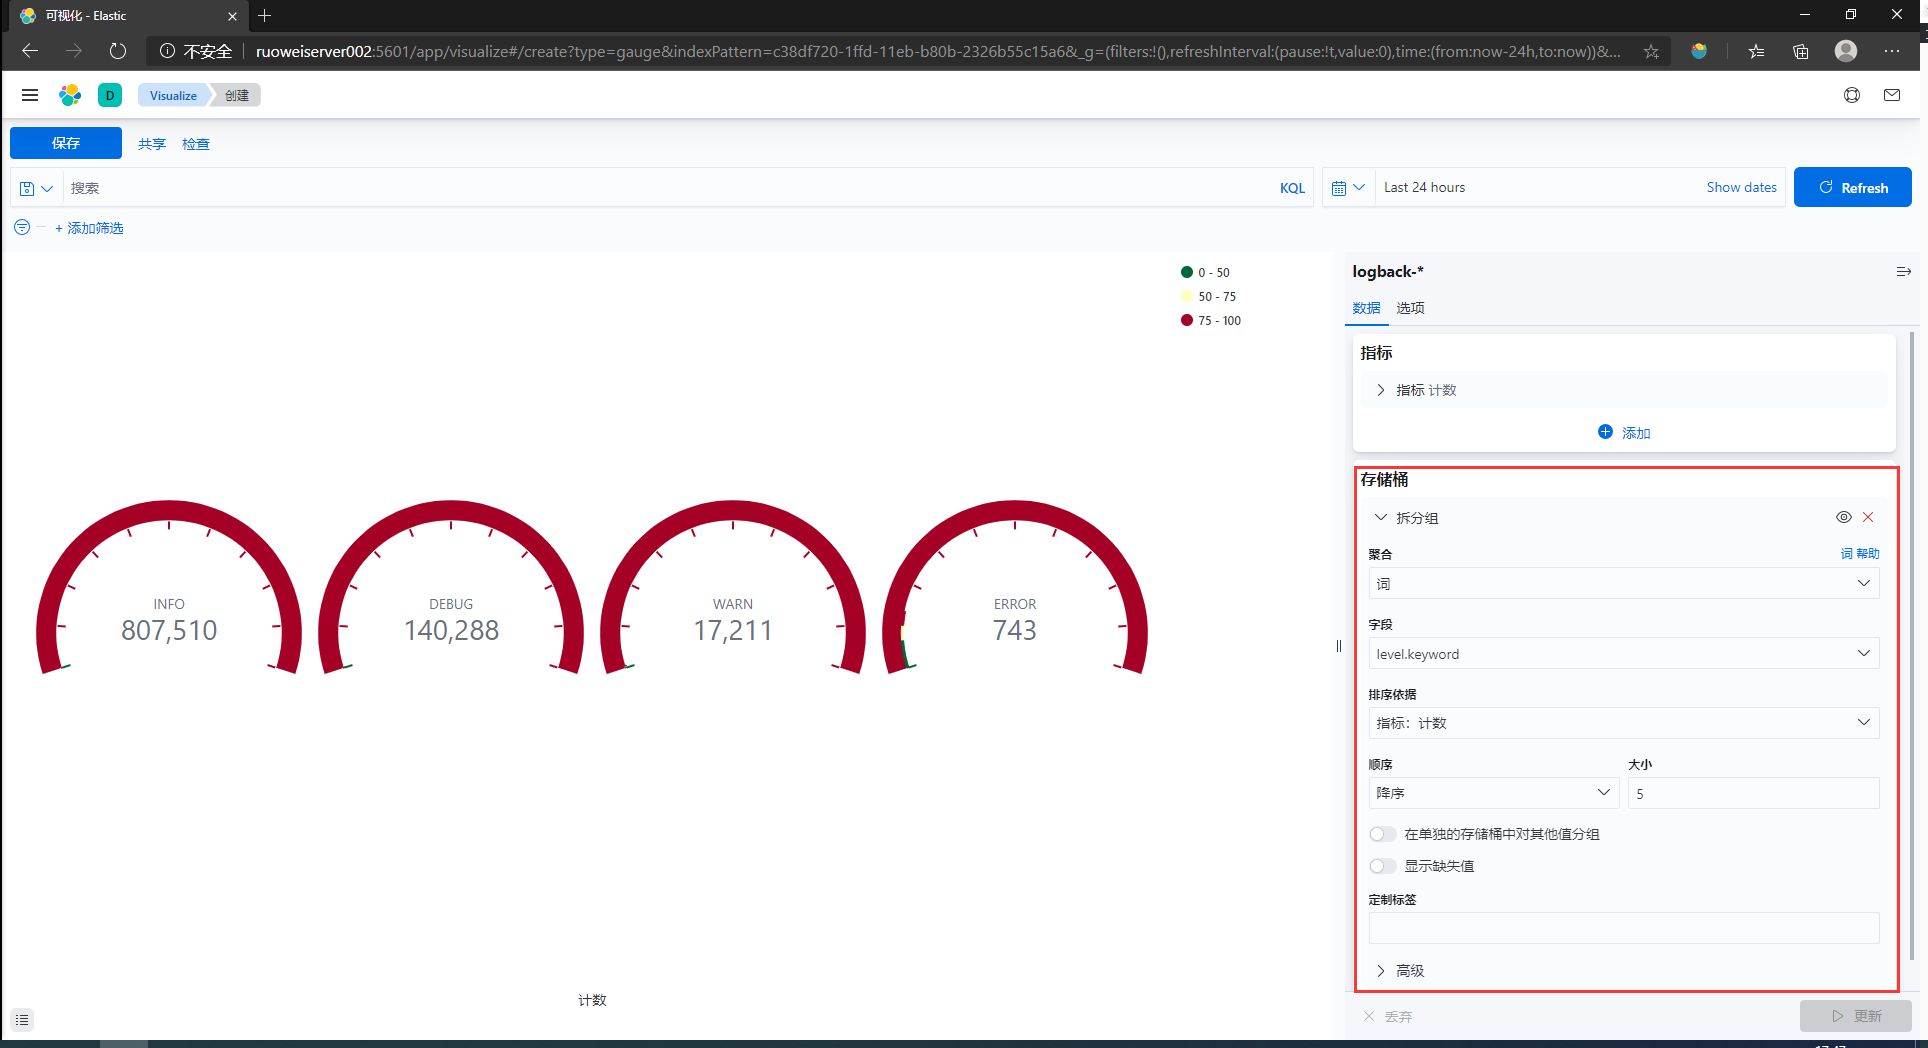 可视化 - Elastic
不安全 ruoweiserver002:5601/app/visualize#/create?type=gauge&indexPattern=c38df720-1ffd-11eb-b80b-2326b55c15a6&_g=(filters:!(),refreshInterval:(pause:!t,value:0),time:(from:now-24h,to:now))&...
D Visualize 创建
保存 共享 检查
搜索 KQL Last 24 hours Show dates Refresh
+ 添加筛选
0 - 50
50 - 75
75 - 100
INFO
807,510
DEBUG
140,288
WARN
17,211
ERROR
743
计数
logback-*
数据 选项
指标
指标 计数
添加
存储桶
拆分组
聚合 词 帮助
词
字段
level.keyword
排序依据
指标：计数
顺序 大小
降序 5
在单独的存储桶中对其他值分组
显示缺失值
定制标签
高级
丢弃 更新